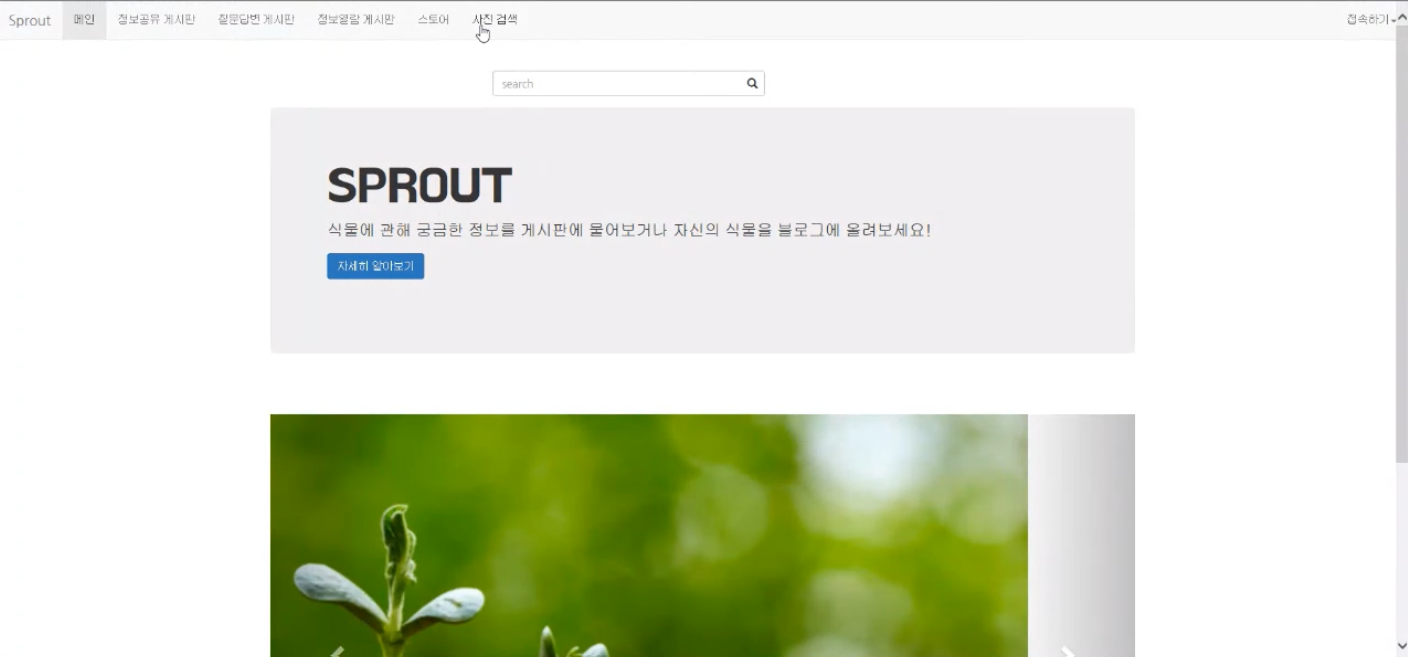 Sprout 메인 정보공유 게시판 질문답변 게시판 정보열람 게시판 스토어 사진 검색 접속하기
search
SPROUT
식물에 관해 궁금한 정보를 게시판에 물어보거나 자신의 식물을 블로그에 올려보세요!
자세히 알아보기